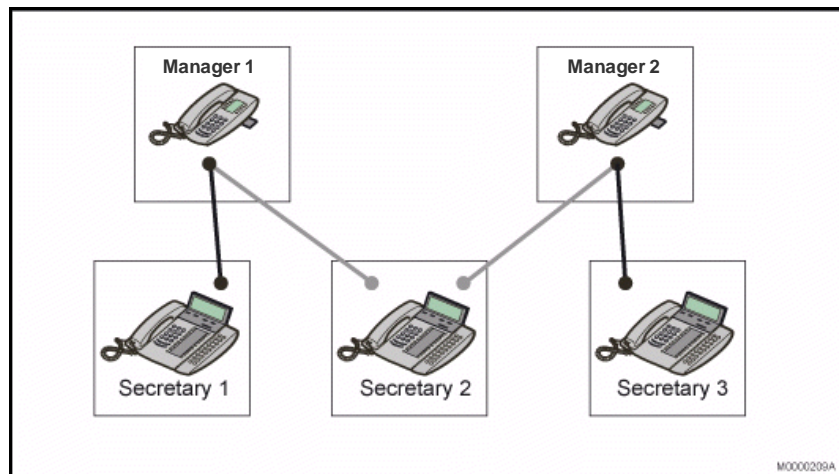 Manager 1
Manager 2
Secretary 1
Secretary 2
Secretary 3
M0000209A